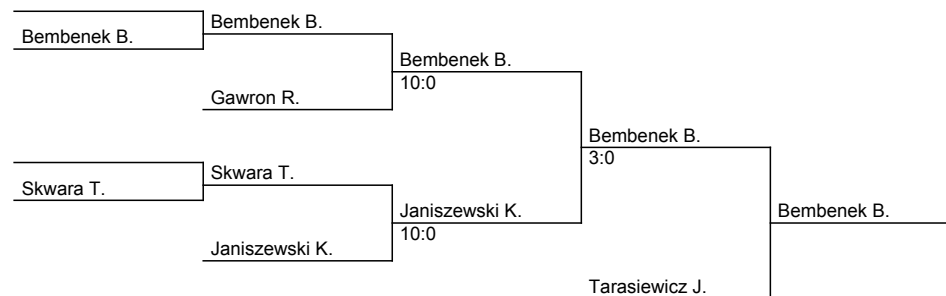 Bembenek B.
Bembenek B.
Bembenek B.
10:0
Gawron R.
Bembenek B.
3:0
Skwara T.
Skwara T.
Janiszewski K.
10:0
Janiszewski K.
Bembenek B.
Tarasiewicz J.